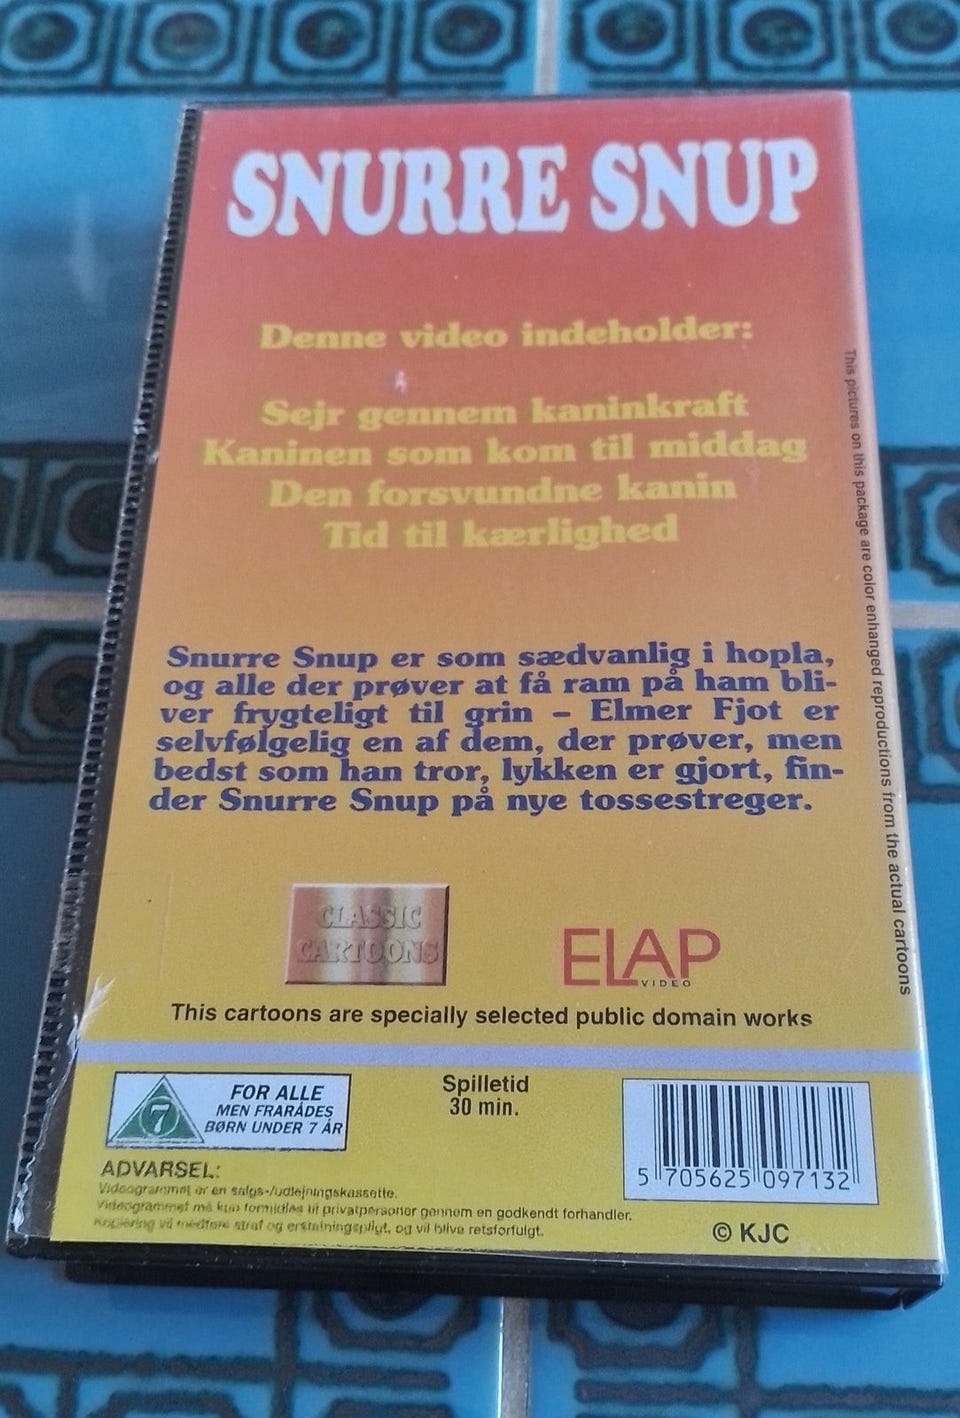 SNURRE SNUP
Denne video indeholder:
Sejr gennem kaninkraft
Kaninen som kom til middag
Den forsvundne kanin
Tid til kærlighed
Snurre Snup er som sædvanlig i hopla,
og alle der prøver at få ram på ham bli-
ver frygteligt til grin – Elmer Fjot er
selvfølgelig en af dem, der prøver, men
bedst som han tror, lykken er gjort, fin-
der Snurre Snup på nye tossestreger.
This pictures on this package are color enhanged reproductions from the actual cartoons
CLASSIC
CARTOONS
ELAP
VIDEO
This cartoons are specially selected public domain works
7
FOR ALLE
MEN FRARÅDES
BØRN UNDER 7 ÅR
Spilletid
30 min.
5 705625 097132
ADVARSEL:
Videogrammet er en salgs-/udlejningskassette.
Videogrammet må kun formidles til privatpersoner gennem en godkendt forhandler.
Kopiering vil medføre straf og erstatningspligt, og vil blive retsforfulgt.
© KJC